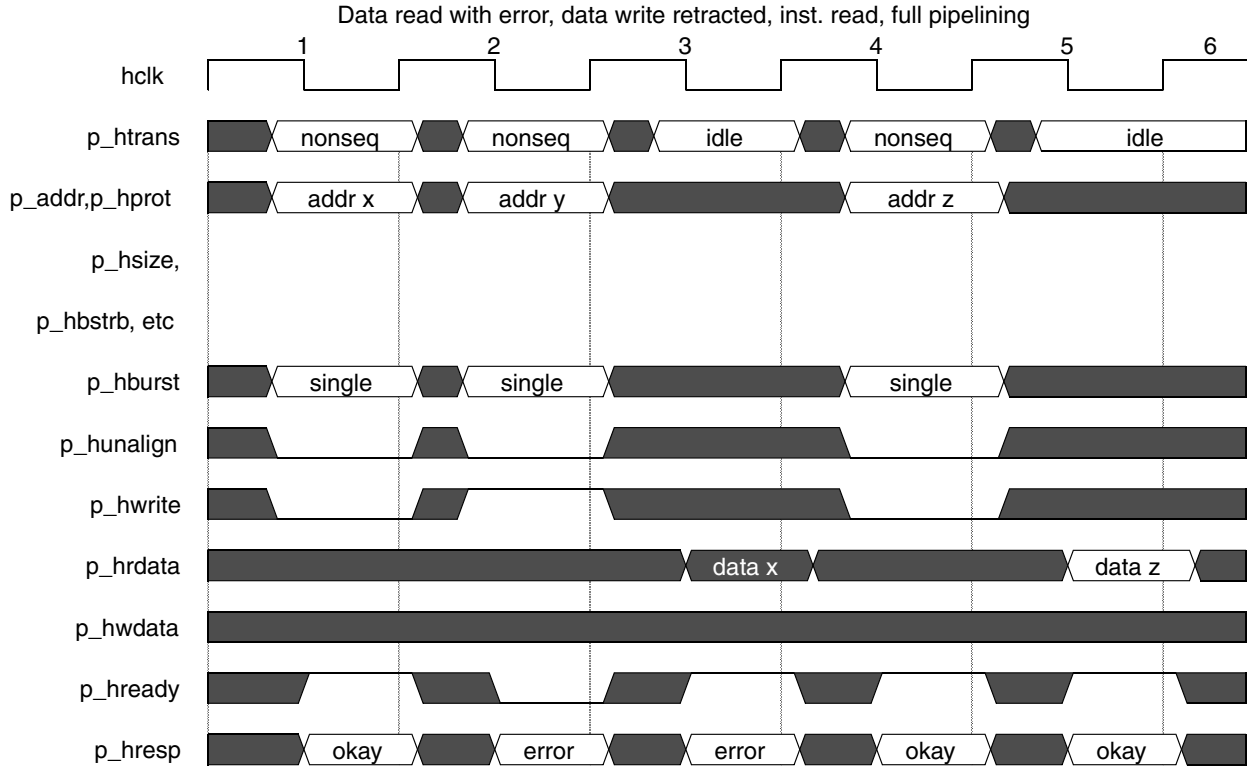 Data read with error, data write retracted, inst. read, full pipelining
1 2 3 4 5 6
hclk
p_htrans nonseq nonseq idle nonseq idle
p_addr,p_hprot addr x addr y addr z
p_hsize,
p_hbstrb, etc
p_hburst single single single
p_hunalign
p_hwrite
p_hrdata data x data z
p_hwdata
p_hready
p_hresp okay error error okay okay